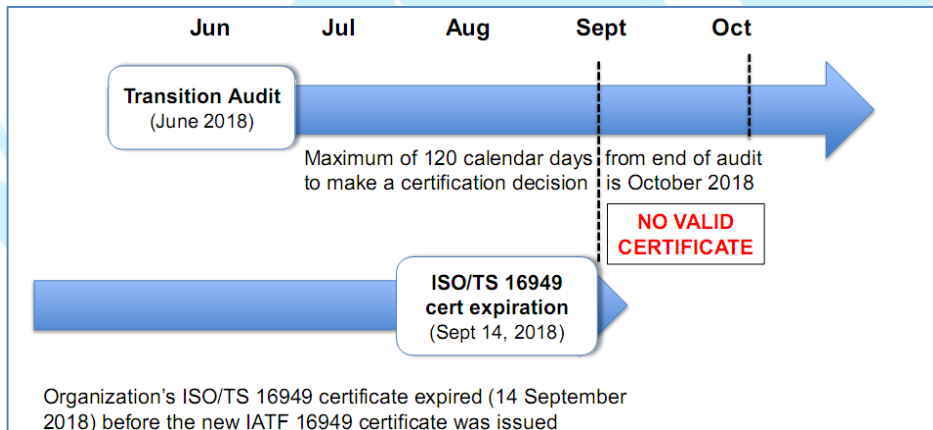 Jun Jul Aug Sept Oct
Transition Audit
(June 2018)
Maximum of 120 calendar days from end of audit
to make a certification decision is October 2018
NO VALID
CERTIFICATE
ISO/TS 16949
cert expiration
(Sept 14, 2018)
Organization's ISO/TS 16949 certificate expired (14 September
2018) before the new IATF 16949 certificate was issued